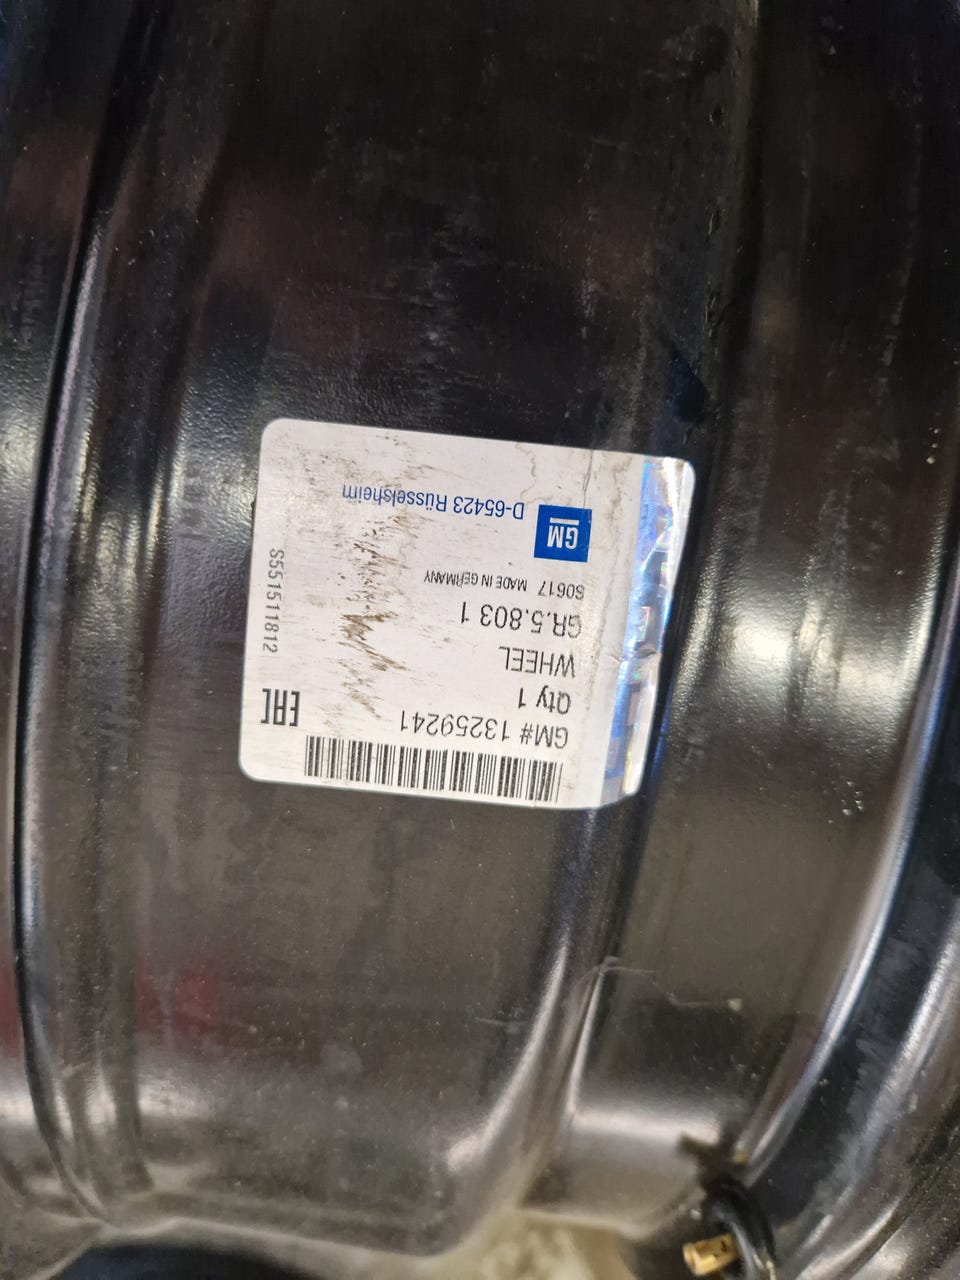 GM# 13259241
Qty 1
WHEEL
GR.5.803 1
S0617 MADE IN GERMANY
GM
D-65423 Rüsselsheim
EAC
S551511812